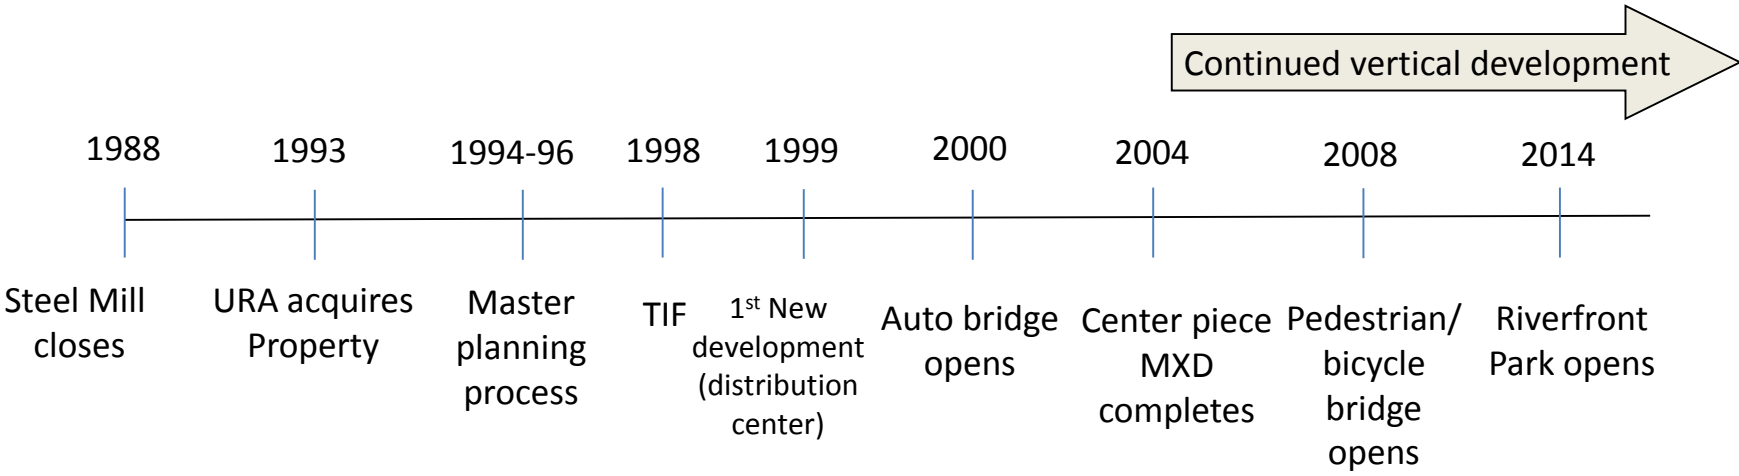 Continued vertical development
1988
1993
1994-96
1998
1999
2000
2004
2008
2014
Steel Mill
closes
URA acquires
Property
Master
planning
process
TIF
1st New
development
(distribution
center)
Auto bridge
opens
Center piece
MXD
completes
Pedestrian/
bicycle
bridge
opens
Riverfront
Park opens